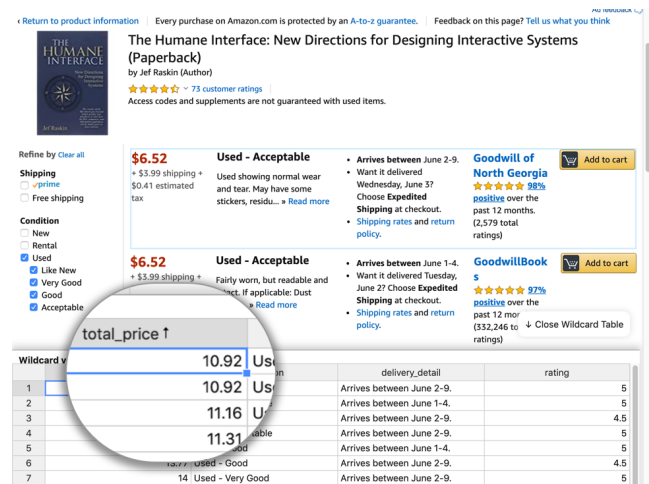 ‹ Return to product information Every purchase on Amazon.com is protected by an A-to-z guarantee. Feedback on this page? Tell us what you think
The Humane Interface: New Directions for Designing Interactive Systems
(Paperback)
by Jef Raskin (Author)
73 customer ratings
Access codes and supplements are not guaranteed with used items.
THE
HUMANE
INTERFACE
New Directions
for Designing
Interactive
Systems
Jef Raskin
Refine by Clear all
Shipping
prime
Free shipping
Condition
New
Rental
Used
Like New
Very Good
Good
Acceptable
$6.52
+ $3.99 shipping +
$0.41 estimated
tax
Used - Acceptable
Used showing normal wear
and tear. May have some
stickers, residu... » Read more
• Arrives between June 2-9.
• Want it delivered
Wednesday, June 3?
Choose Expedited
Shipping at checkout.
• Shipping rates and return
policy.
Goodwill of
North Georgia
98%
positive over the
past 12 months.
(2,579 total
ratings)
Add to cart
$6.52
+ $3.99 shipping +
Used - Acceptable
Fairly worn, but readable and
If applicable: Dust
» Read more
• Arrives between June 1-4.
• Want it delivered Tuesday,
June 2? Choose Expedited
Shipping at checkout.
• Shipping rates and return
policy.
GoodwillBook
s
97%
positive over the
past 12
(332,246
ratings)
Add to cart
↓ Close Wildcard Table
Wildcard
total_price ↑
10.92
10.92
11.16
11.31
delivery_detail rating
1 Arrives between June 2-9. 5
2 Arrives between June 1-4. 5
3 Arrives between June 2-9. 4.5
4 Arrives between June 2-9. 5
5 Arrives between June 1-4. 5
6 13.77 Used - Good Arrives between June 2-9. 4.5
7 14 Used - Very Good Arrives between June 2-9. 5